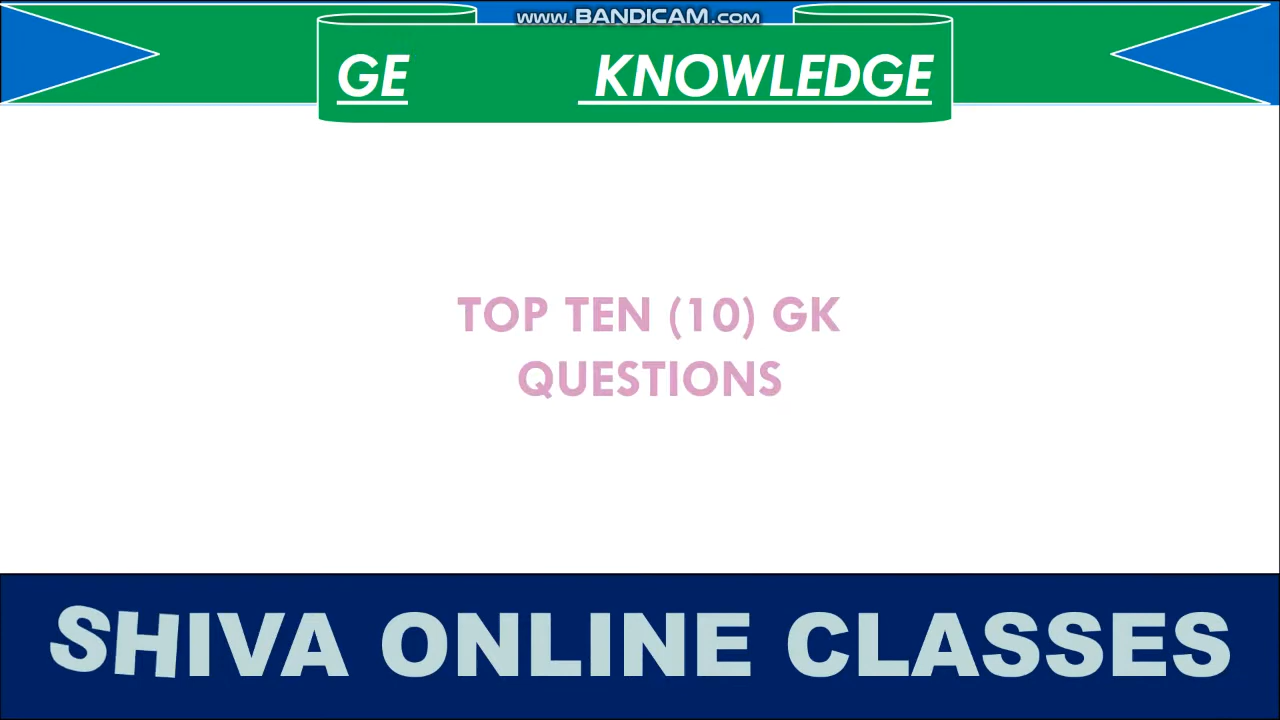 www.BANDICAM.com
GE KNOWLEDGE
TOP TEN (10) GK
QUESTIONS
SHIVA ONLINE CLASSES